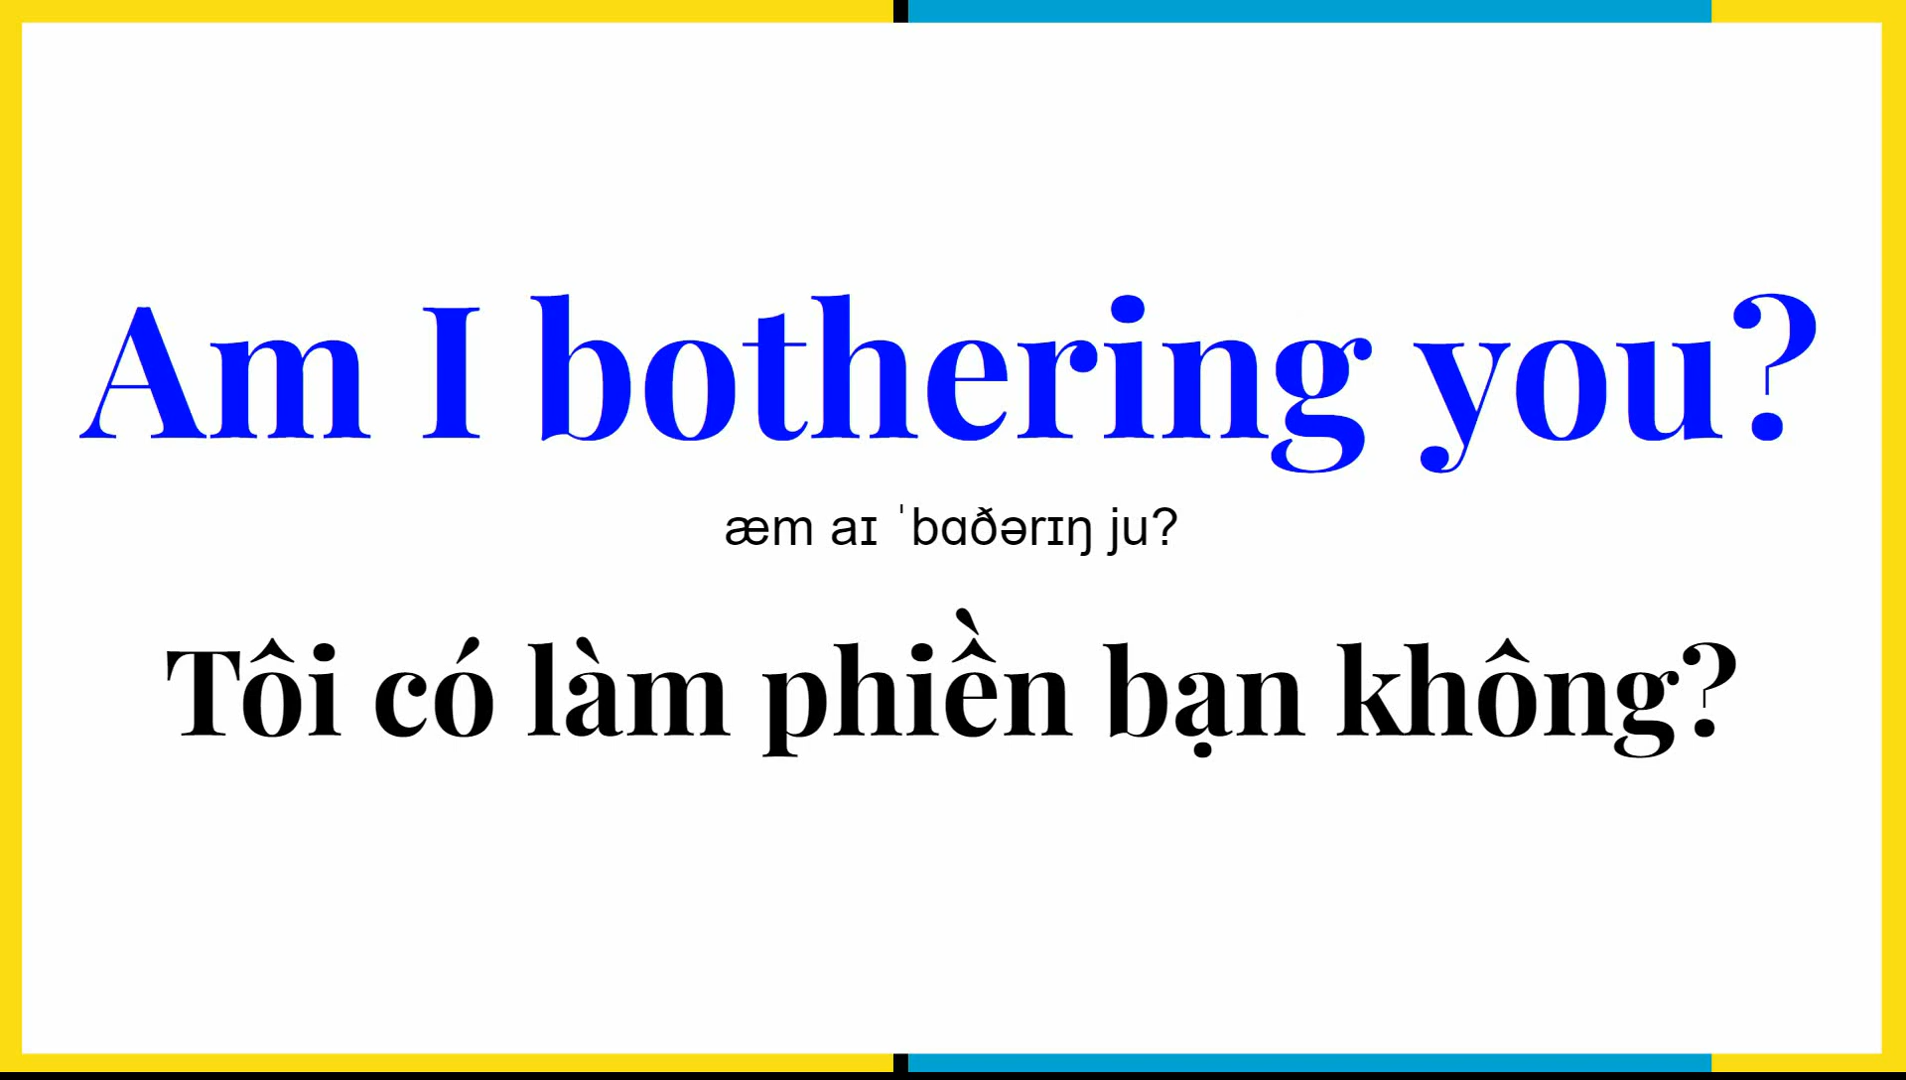 Am I bothering you?
æm aɪ ˈbɑðərɪŋ ju?
Tôi có làm phiền bạn không?